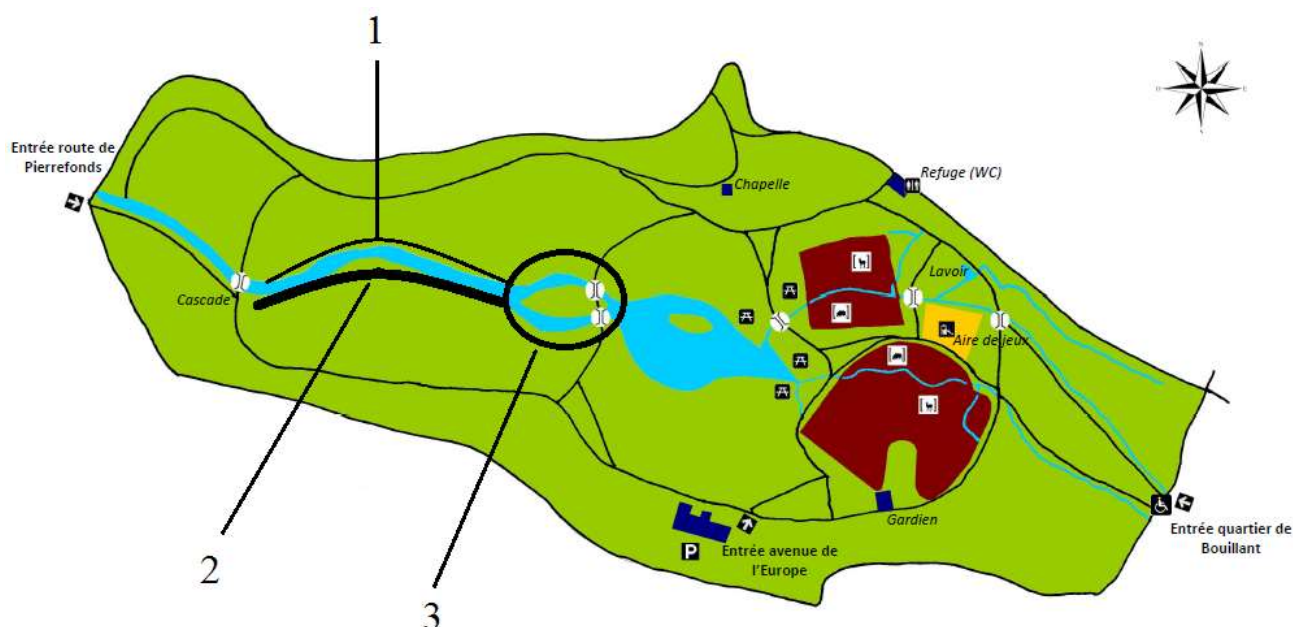 1
N
O
E
S
Entrée route de
Pierrefonds
Chapelle
Refuge (WC)
Cascade
Lavoir
Aire de jeux
Gardien
P
Entrée avenue de
l'Europe
Entrée quartier de
Bouillant
2
3